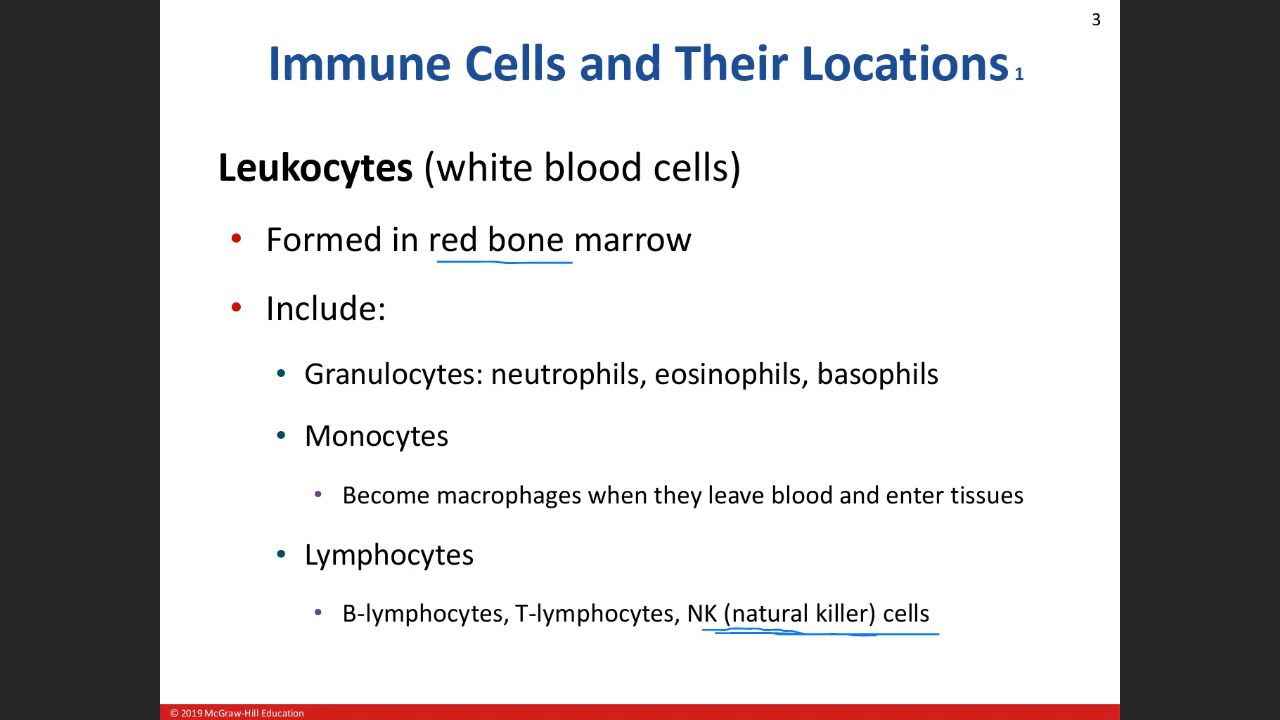 3
Immune Cells and Their Locations 1
Leukocytes (white blood cells)
• Formed in red bone marrow
• Include:
• Granulocytes: neutrophils, eosinophils, basophils
• Monocytes
• Become macrophages when they leave blood and enter tissues
• Lymphocytes
• B-lymphocytes, T-lymphocytes, NK (natural killer) cells
© 2019 McGraw-Hill Education